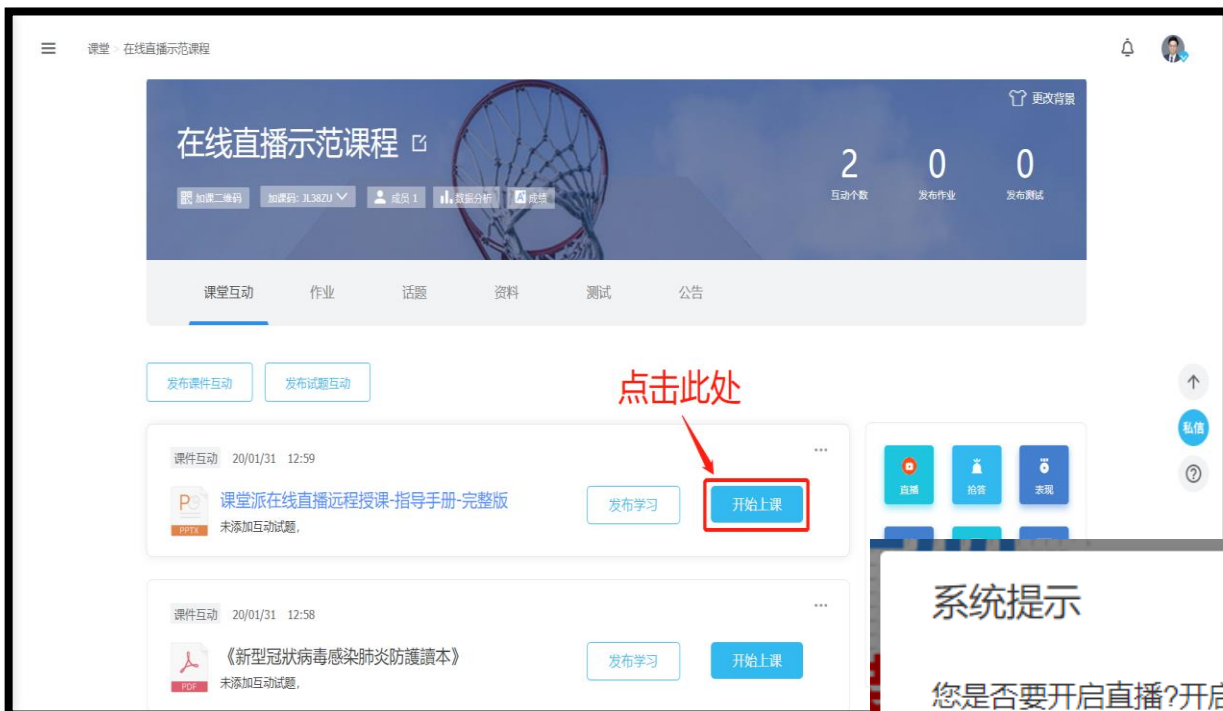 课堂 > 在线直播示范课程
更改背景
在线直播示范课程
2 0 0
互动个数 发布作业 发布测试
加课二维码 加课码: JL38ZU 成员 1 数据分析 成绩
课堂互动 作业 话题 资料 测试 公告
发布课件互动 发布试题互动
点击此处
私信
课件互动 20/01/31 12:59
课堂派在线直播远程授课-指导手册-完整版
PPTX 未添加互动试题,
发布学习 开始上课
直播 抢答 表现
课件互动 20/01/31 12:58
《新型冠狀病毒感染肺炎防護讀本》
PDF 未添加互动试题,
发布学习 开始上课
系统提示
您是否要开启直播?开启